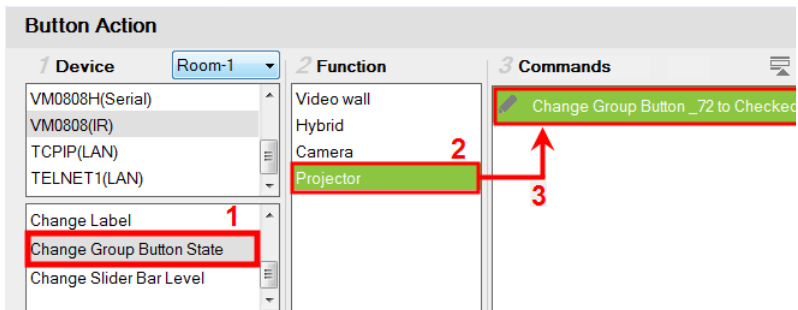 Button Action
1 Device
Room-1
2 Function
3 Commands
VM0808H(Serial)
VM0808(IR)
TCPIP(LAN)
TELNET1(LAN)
Change Label
1
Change Group Button State
Change Slider Bar Level
Video wall
Hybrid
Camera
2
Projector
Change Group Button _72 to Checked
3